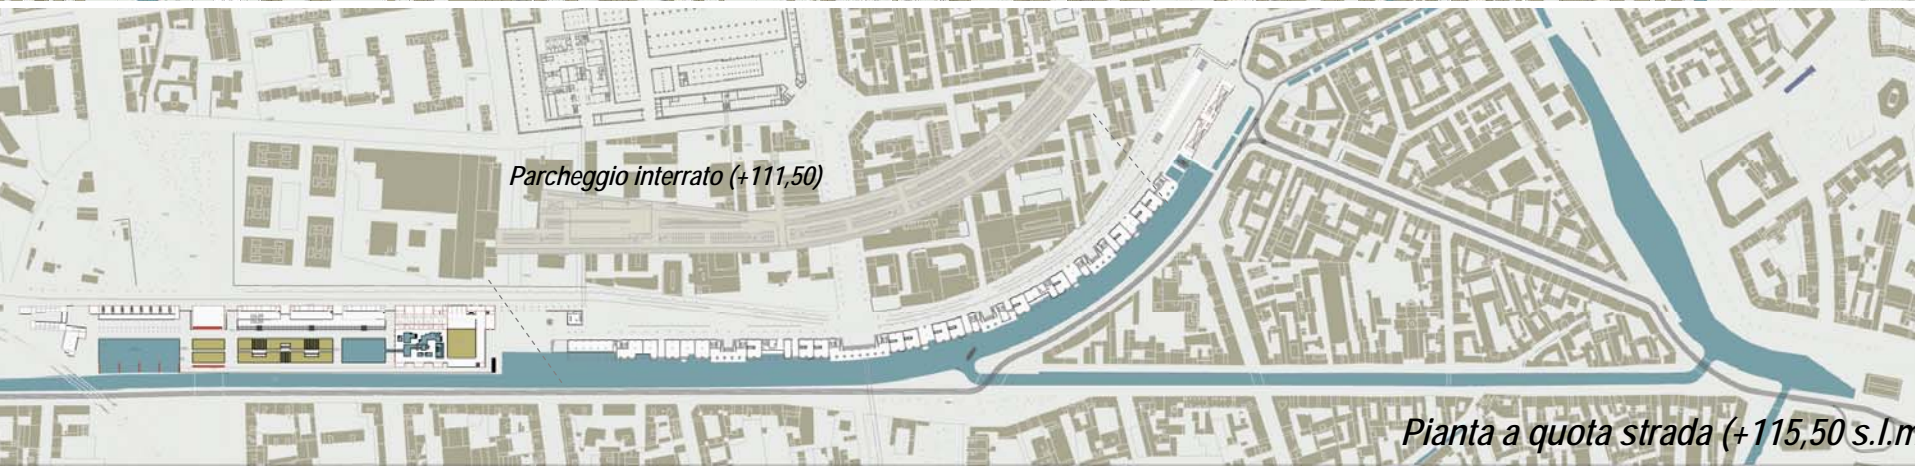 Parcheggio interrato (+111,50)
Pianta a quota strada (+115,50 s.l.m